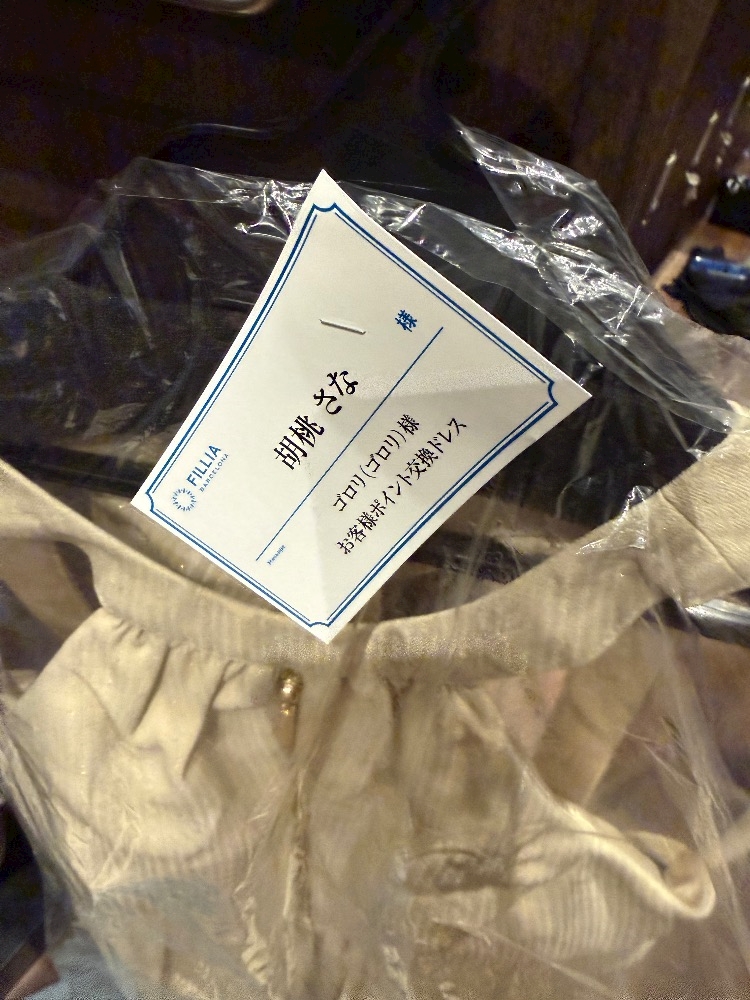 様
胡桃 さな
ゴロリ(ゴロリ)様
お客様ポイント交換ドレス
Message
FILLIA
BARCELONA